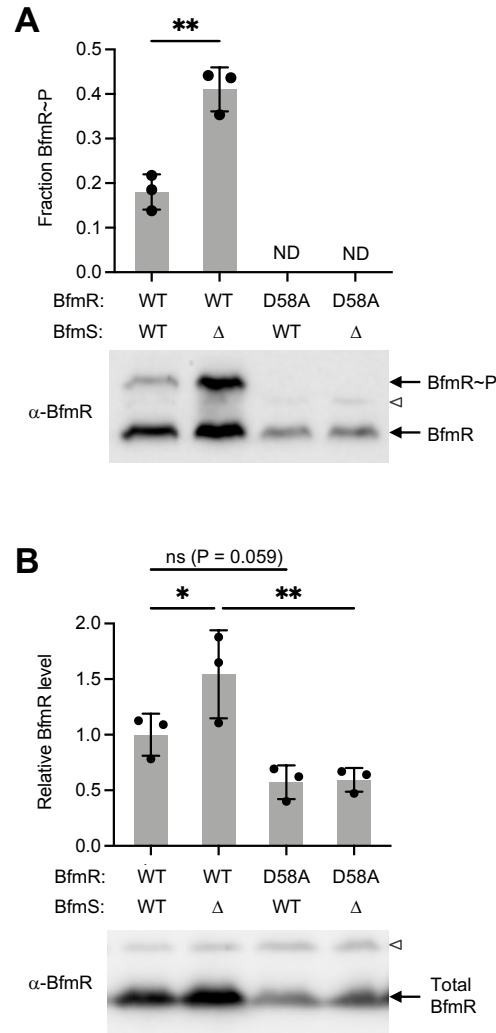 A
**
0.5
0.4
0.3
0.2
0.1
0.0
Fraction BfmR~P
ND ND
BfmR: WT WT D58A D58A
BfmS: WT Δ WT Δ
α-BfmR
BfmR~P
BfmR
B
ns (P = 0.059)
* **
2.0
1.5
1.0
0.5
0.0
Relative BfmR level
BfmR: WT WT D58A D58A
BfmS: WT Δ WT Δ
α-BfmR
Total
BfmR